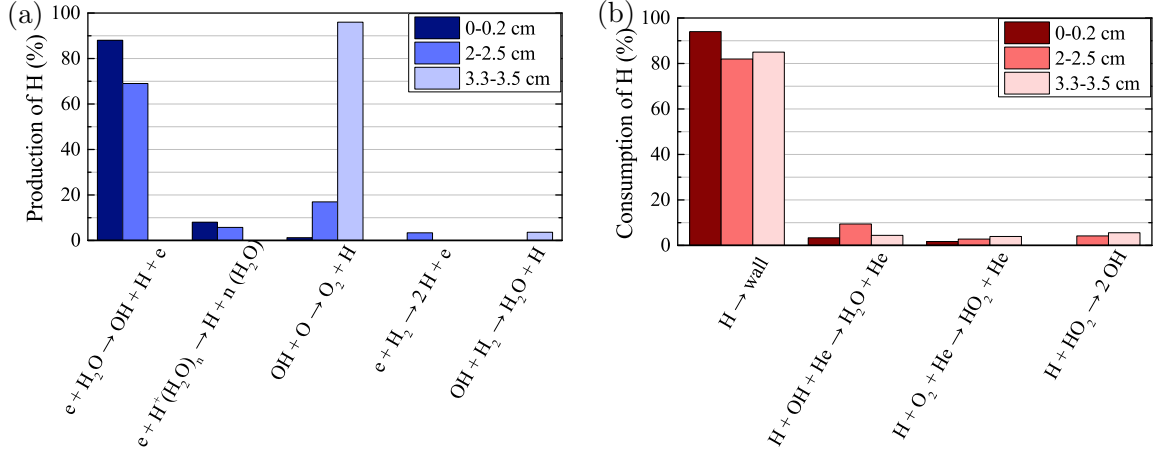 (a)
Production of H (%)
100
80
60
40
20
0
0-0.2 cm
2-2.5 cm
3.3-3.5 cm
e + H₂O → OH + H + e
e + H⁺(H₂O)ₙ → H + n (H₂O)
OH + O → O₂ + H
e + H₂ → 2 H + e
OH + H₂ → H₂O + H
(b)
Consumption of H (%)
100
80
60
40
20
0
0-0.2 cm
2-2.5 cm
3.3-3.5 cm
H → wall
H + OH + He → H₂O + He
H + O₂ + He → HO₂ + He
H + HO₂ → 2 OH